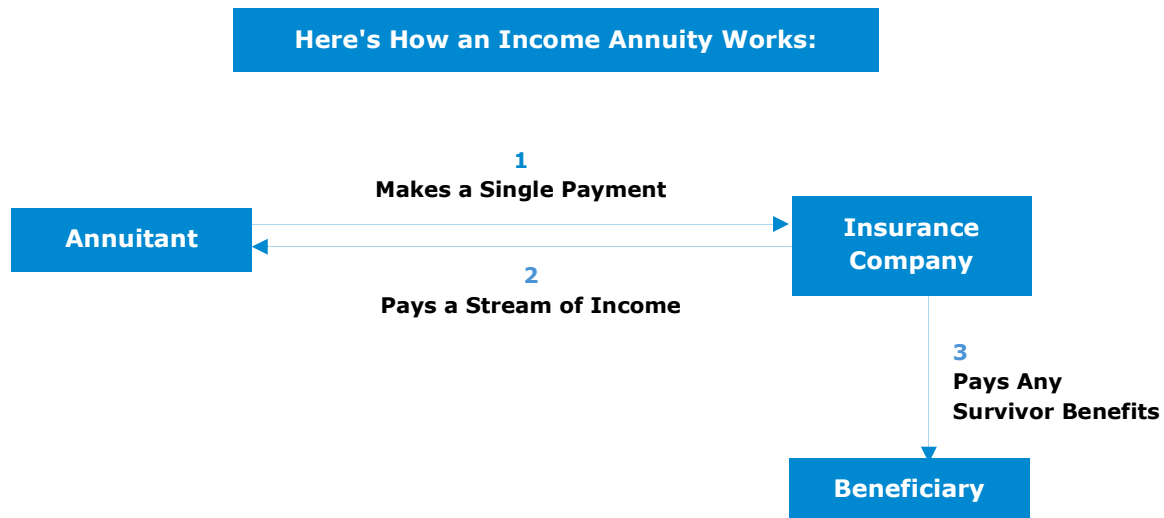 Here's How an Income Annuity Works:
1
Makes a Single Payment
Annuitant
Insurance
Company
2
Pays a Stream of Income
3
Pays Any
Survivor Benefits
Beneficiary